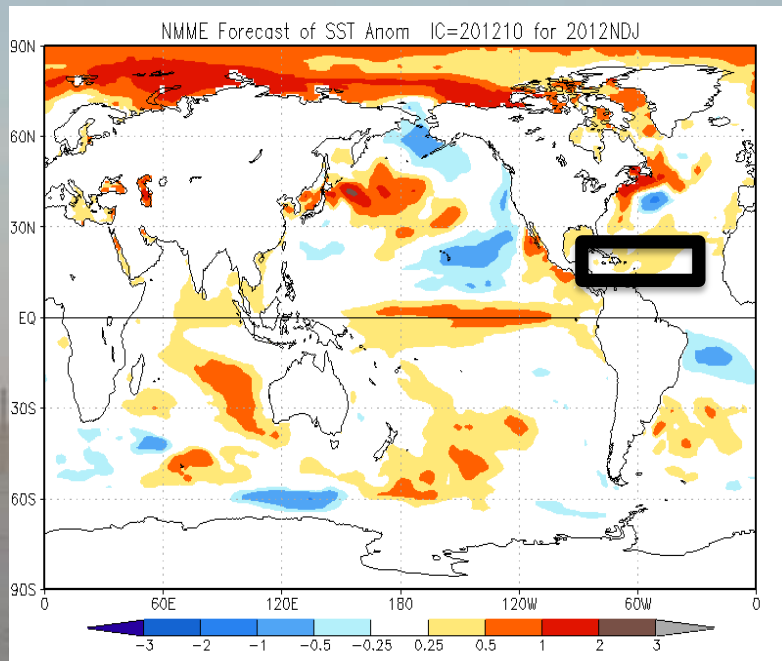 NMME Forecast of SST Anom IC=201210 for 2012NDJ
90N
60N
30N
EQ
30S
60S
90S
0 60E 120E 180 120W 60W 0
-3 -2 -1 -0.5 -0.25 0.25 0.5 1 2 3